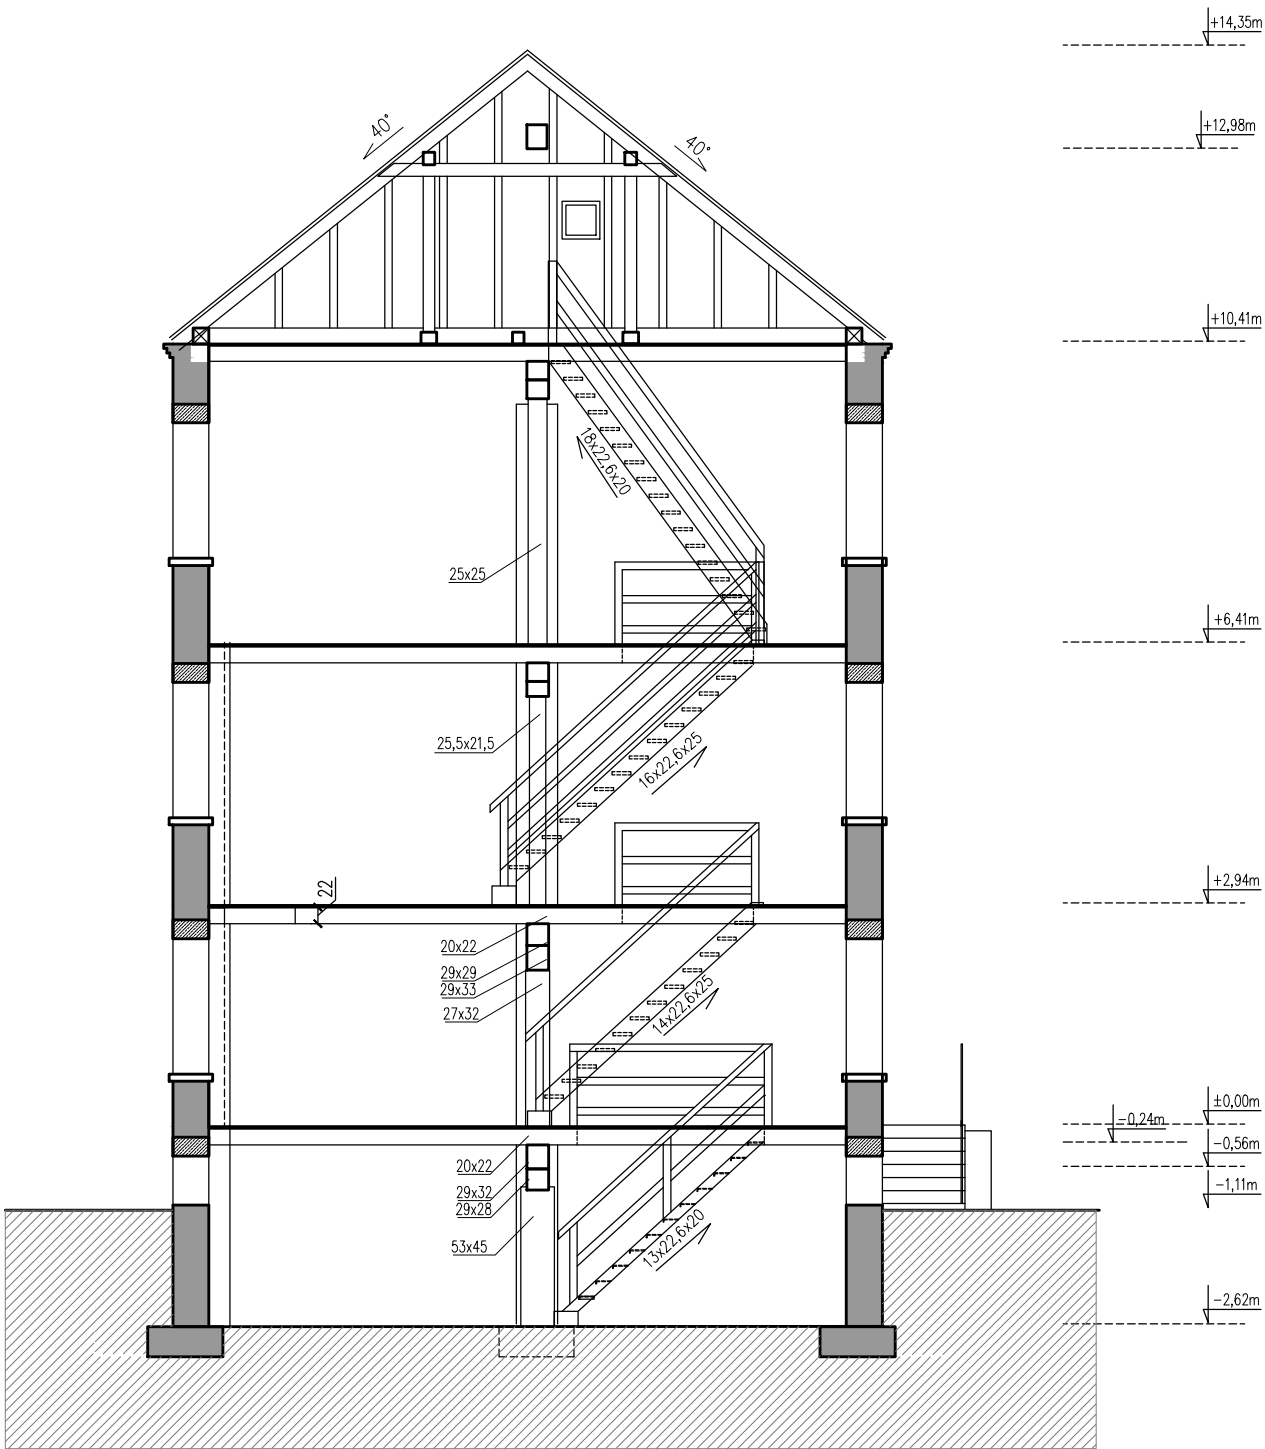 +14,35m
40°
40°
+12,98m
+10,41m
18x22,6x20
25x25
+6,41m
25,5x21,5
16x22,6x25
22
+2,94m
20x22
29x29
29x33
27x32
14x22,6x25
±0,00m
-0,24m
-0,56m
20x22
29x32
29x28
-1,11m
53x45
13x22,6x20
-2,62m